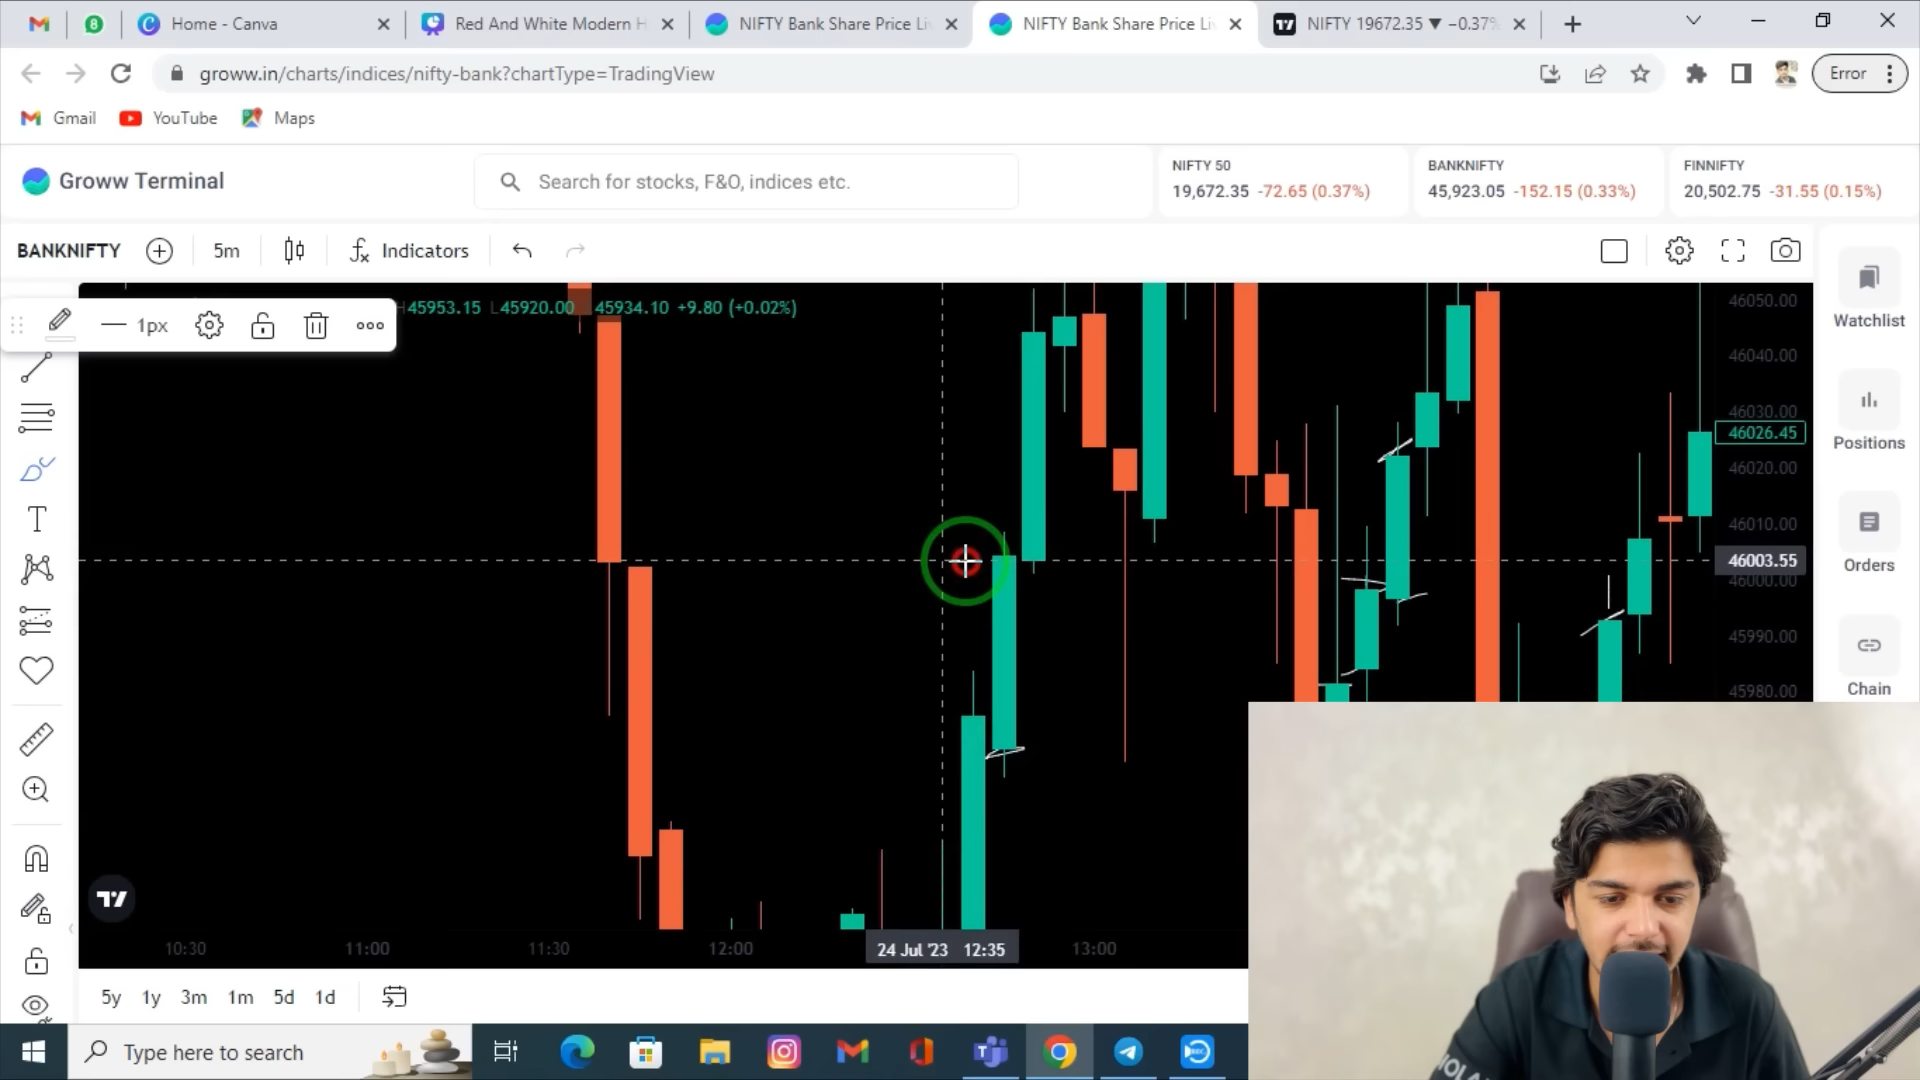 8
Home - Canva
Red And White Modern H
NIFTY Bank Share Price Li
NIFTY Bank Share Price Li
NIFTY 19672.35 ▼ −0.37%
groww.in/charts/indices/nifty-bank?chartType=TradingView
Error
Gmail
YouTube
Maps
Groww Terminal
Search for stocks, F&O, indices etc.
NIFTY 50
19,672.35 -72.65 (0.37%)
BANKNIFTY
45,923.05 -152.15 (0.33%)
FINNIFTY
20,502.75 -31.55 (0.15%)
BANKNIFTY
5m
Indicators
1px
H45953.15 L45920.00 45934.10 +9.80 (+0.02%)
46050.00
46040.00
46030.00
46026.45
46020.00
46010.00
46003.55
46000.00
45990.00
45980.00
Watchlist
Positions
Orders
Chain
10:30
11:00
11:30
12:00
24 Jul '23 12:35
13:00
5y
1y
3m
1m
5d
1d
Type here to search